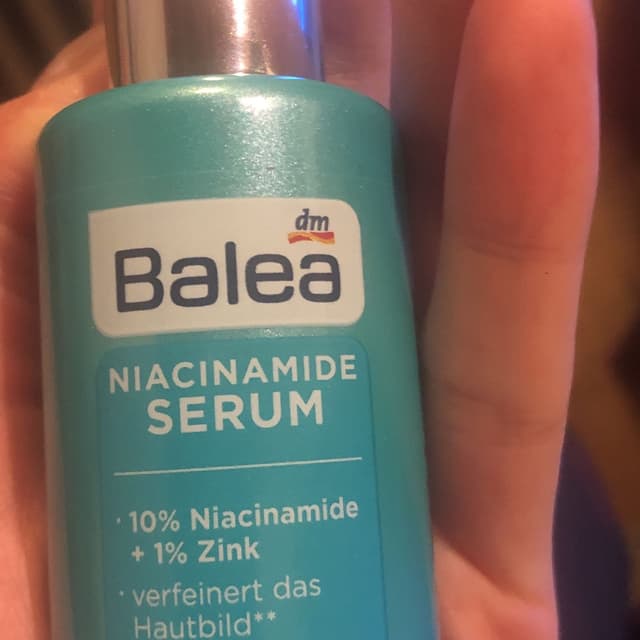 dm
Balea
NIACINAMIDE
SERUM
· 10% Niacinamide
+ 1% Zink
· verfeinert das
Hautbild**